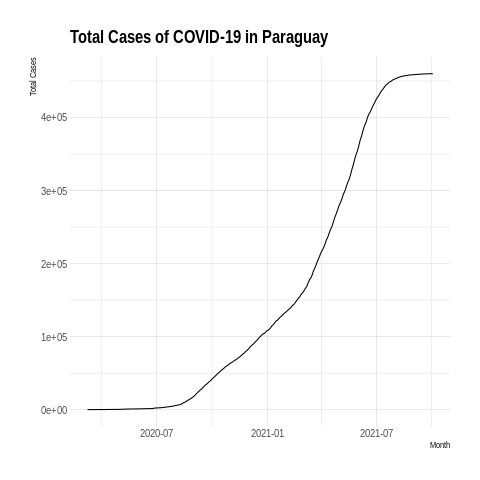 Total Cases of COVID-19 in Paraguay
Total Cases
4e+05
3e+05
2e+05
1e+05
0e+00
2020-07 2021-01 2021-07
Month